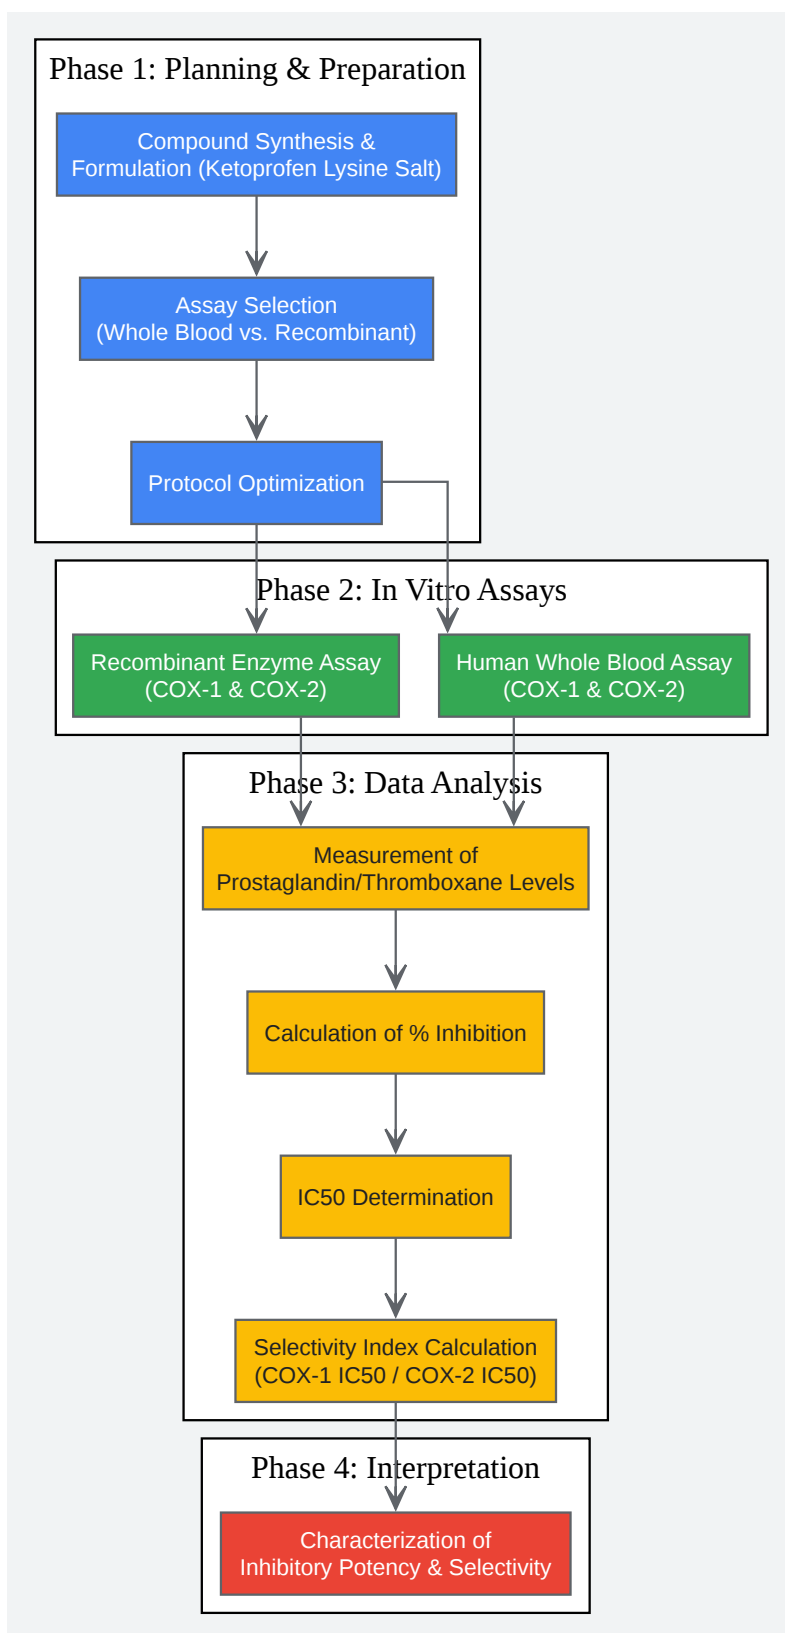 Phase 1: Planning & Preparation
Compound Synthesis &
Formulation (Ketoprofen Lysine Salt)
Assay Selection
(Whole Blood vs. Recombinant)
Protocol Optimization
Phase 2: In Vitro Assays
Recombinant Enzyme Assay
(COX-1 & COX-2)
Human Whole Blood Assay
(COX-1 & COX-2)
Phase 3: Data Analysis
Measurement of
Prostaglandin/Thromboxane Levels
Calculation of % Inhibition
IC50 Determination
Selectivity Index Calculation
(COX-1 IC50 / COX-2 IC50)
Phase 4: Interpretation
Characterization of
Inhibitory Potency & Selectivity